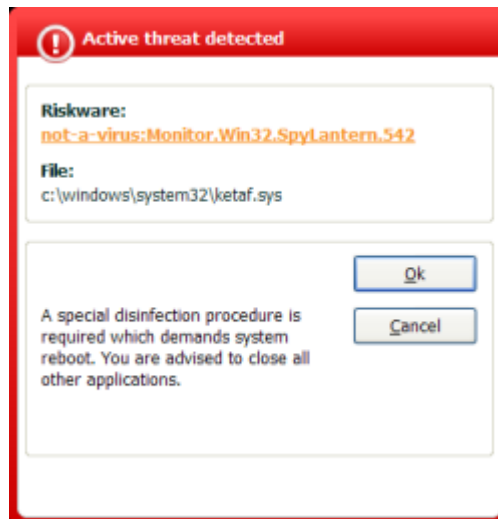 Active threat detected
Riskware:
not-a-virus:Monitor.Win32.SpyLantern.542
File:
c:\windows\system32\ketaf.sys
Ok
A special disinfection procedure is
required which demands system
reboot. You are advised to close all
other applications.
Cancel